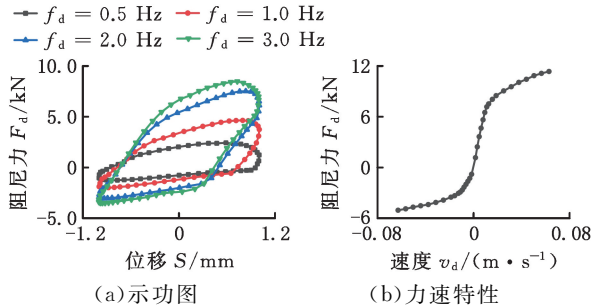 f_d = 0.5 Hz f_d = 1.0 Hz
f_d = 2.0 Hz f_d = 3.0 Hz
10.0
5.0
0
-5.0
-1.2 0 1.2
阻尼力 F_d/kN
位移 S/mm
(a)示功图
12
6
0
-6
-0.08 0 0.08
阻尼力 F_d/kN
速度 v_d/(m·s⁻¹)
(b)力速特性